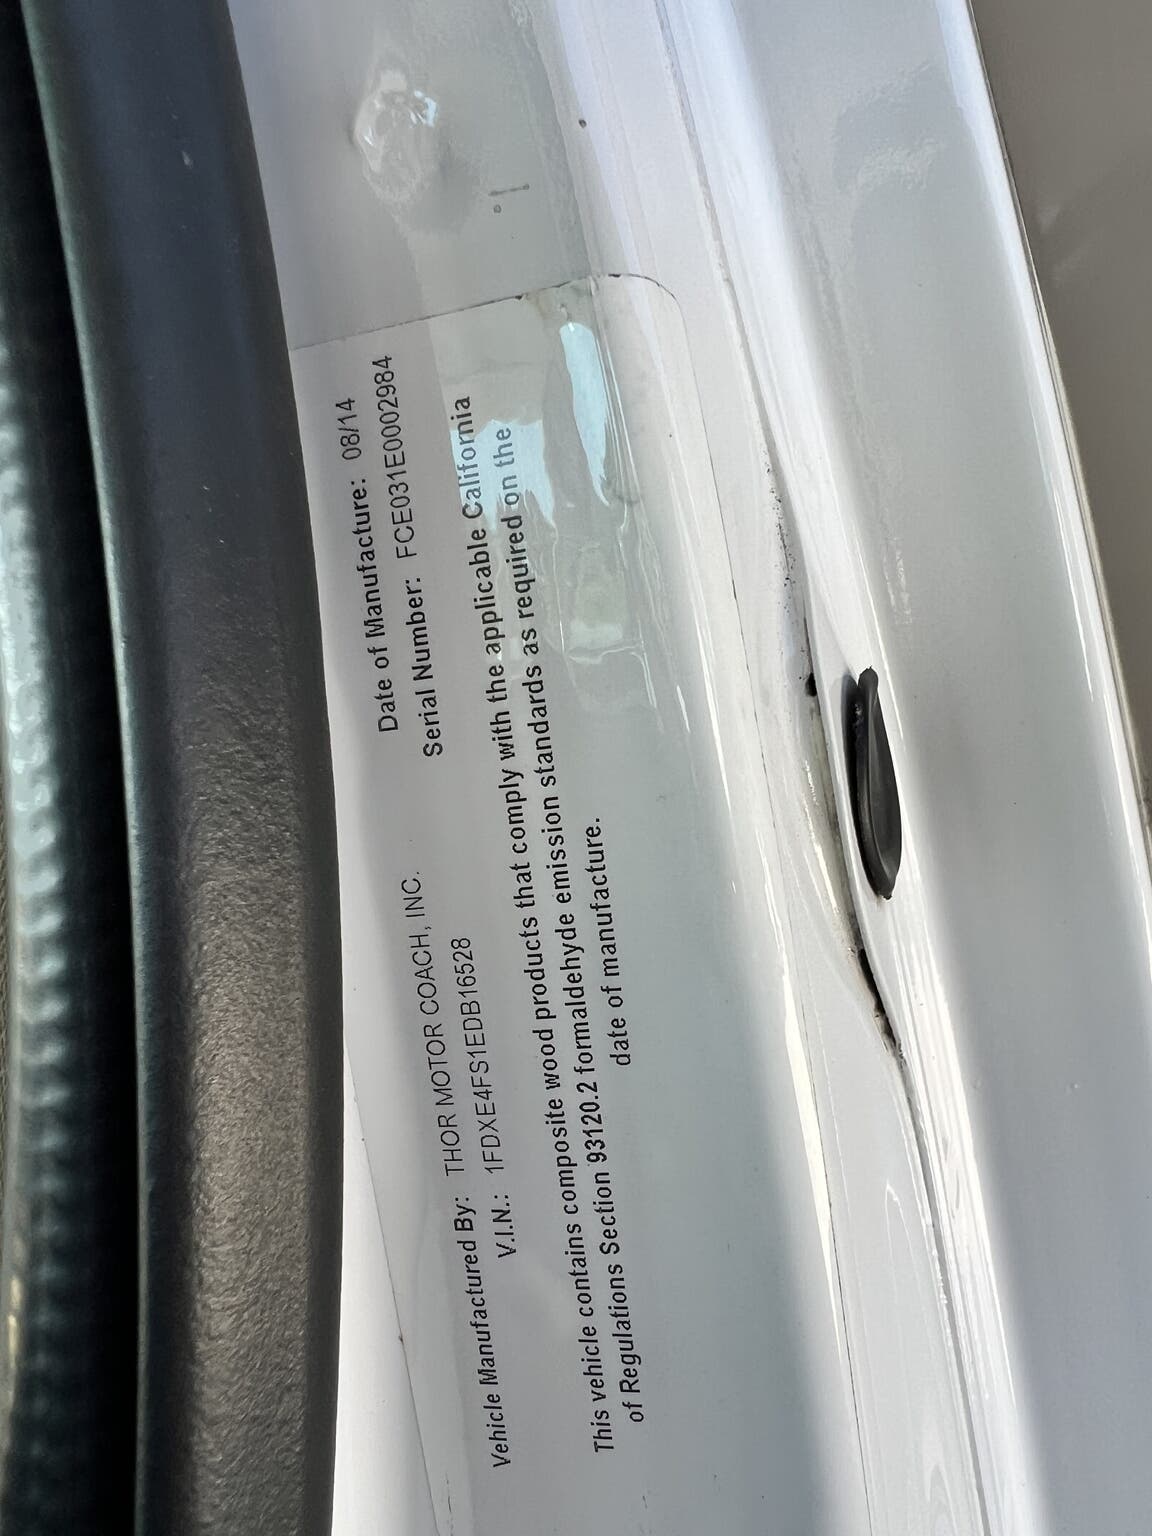 Vehicle Manufactured By: THOR MOTOR COACH, INC. Date of Manufacture: 08/14
V.I.N.: 1FDXE4FS1EDB16528 Serial Number: FCE031E0002984
This vehicle contains composite wood products that comply with the applicable California
of Regulations Section 93120.2 formaldehyde emission standards as required on the
date of manufacture.